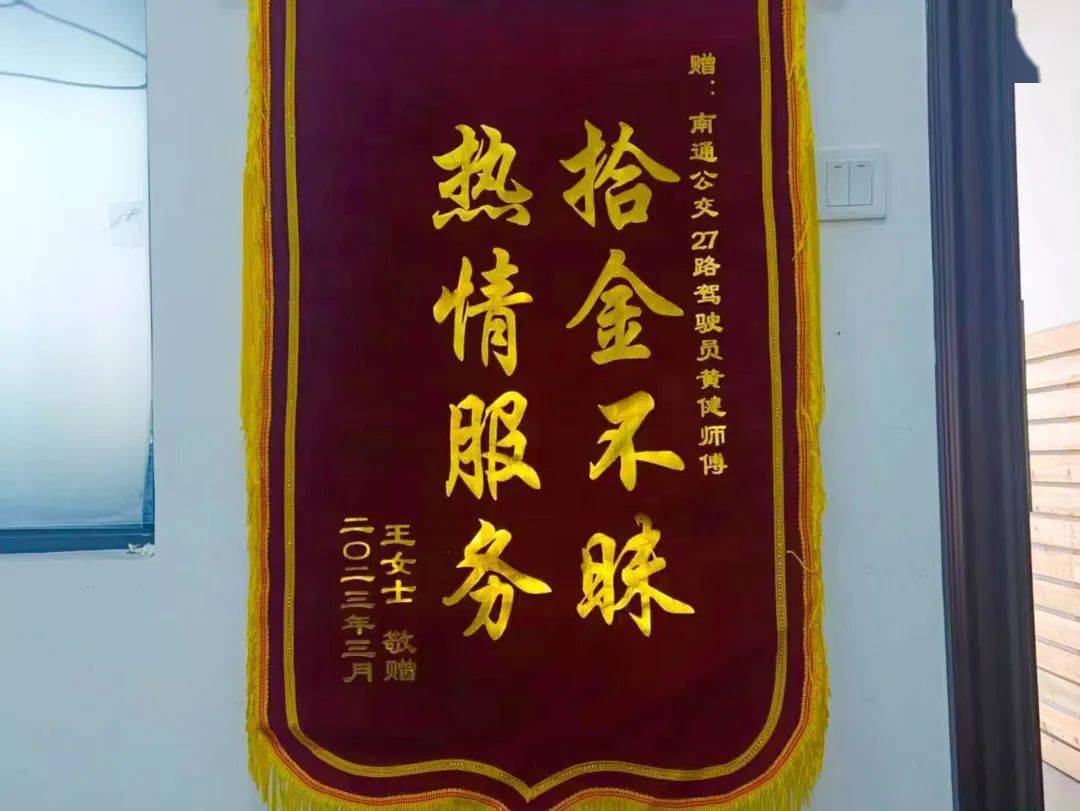 赠：南通公交27路驾驶员黄健师傅
拾金不昧
热情服务
王女士 敬赠
二〇二三年三月